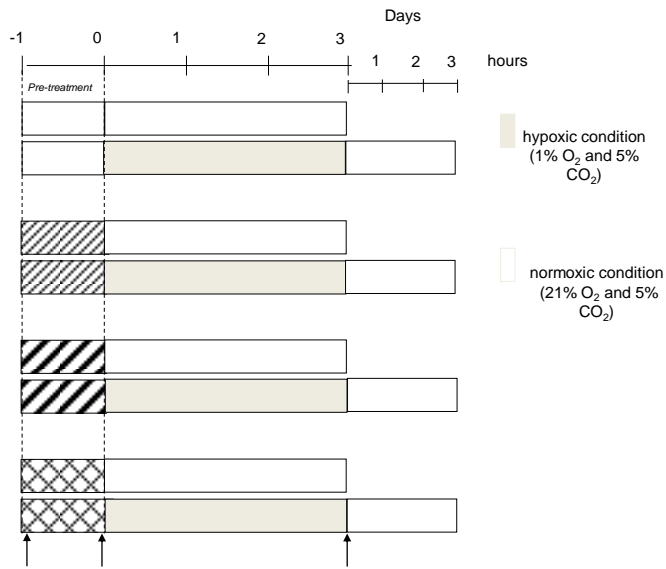 Days
-1 0 1 2 3
1 2 3 hours
Pre-treatment
hypoxic condition
(1% O₂ and 5%
CO₂)
normoxic condition
(21% O₂ and 5%
CO₂)